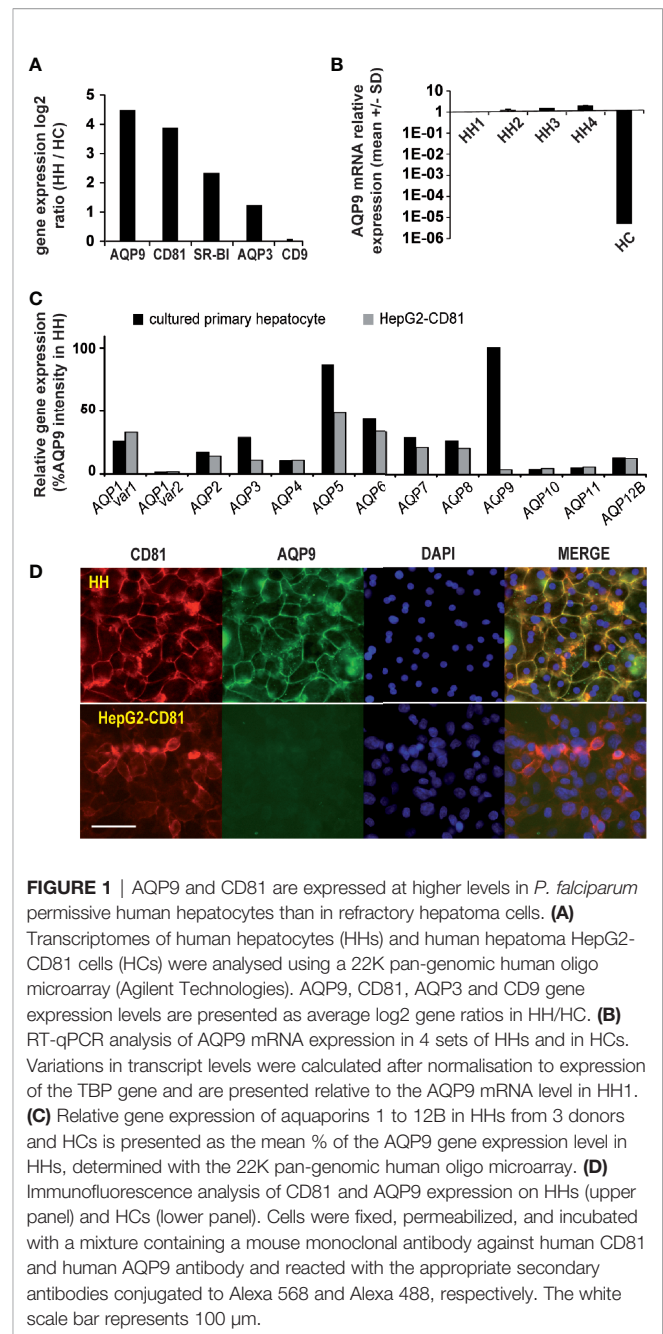 A
gene expression log2
ratio (HH / HC)
5
4
3
2
1
0
AQP9 CD81 SR-BI AQP3 CD9
B
AQP9 mRNA relative
expression (mean +/- SD)
10
1
1E-01
1E-02
1E-03
1E-04
1E-05
1E-06
HH1 HH2 HH3 HH4 HC
C
cultured primary hepatocyte HepG2-CD81
Relative gene expression
(%AQP9 intensity in HH)
100
50
0
AQP1 var1 AQP1 var2 AQP2 AQP3 AQP4 AQP5 AQP6 AQP7 AQP8 AQP9 AQP10 AQP11 AQP12B
D
CD81 AQP9 DAPI MERGE
HH
HepG2-CD81
FIGURE 1 | AQP9 and CD81 are expressed at higher levels in P. falciparum
permissive human hepatocytes than in refractory hepatoma cells. (A)
Transcriptomes of human hepatocytes (HHs) and human hepatoma HepG2-
CD81 cells (HCs) were analysed using a 22K pan-genomic human oligo
microarray (Agilent Technologies). AQP9, CD81, AQP3 and CD9 gene
expression levels are presented as average log2 gene ratios in HH/HC. (B)
RT-qPCR analysis of AQP9 mRNA expression in 4 sets of HHs and in HCs.
Variations in transcript levels were calculated after normalisation to expression
of the TBP gene and are presented relative to the AQP9 mRNA level in HH1.
(C) Relative gene expression of aquaporins 1 to 12B in HHs from 3 donors
and HCs is presented as the mean % of the AQP9 gene expression level in
HHs, determined with the 22K pan-genomic human oligo microarray. (D)
Immunofluorescence analysis of CD81 and AQP9 expression on HHs (upper
panel) and HCs (lower panel). Cells were fixed, permeabilized, and incubated
with a mixture containing a mouse monoclonal antibody against human CD81
and human AQP9 antibody and reacted with the appropriate secondary
antibodies conjugated to Alexa 568 and Alexa 488, respectively. The white
scale bar represents 100 µm.